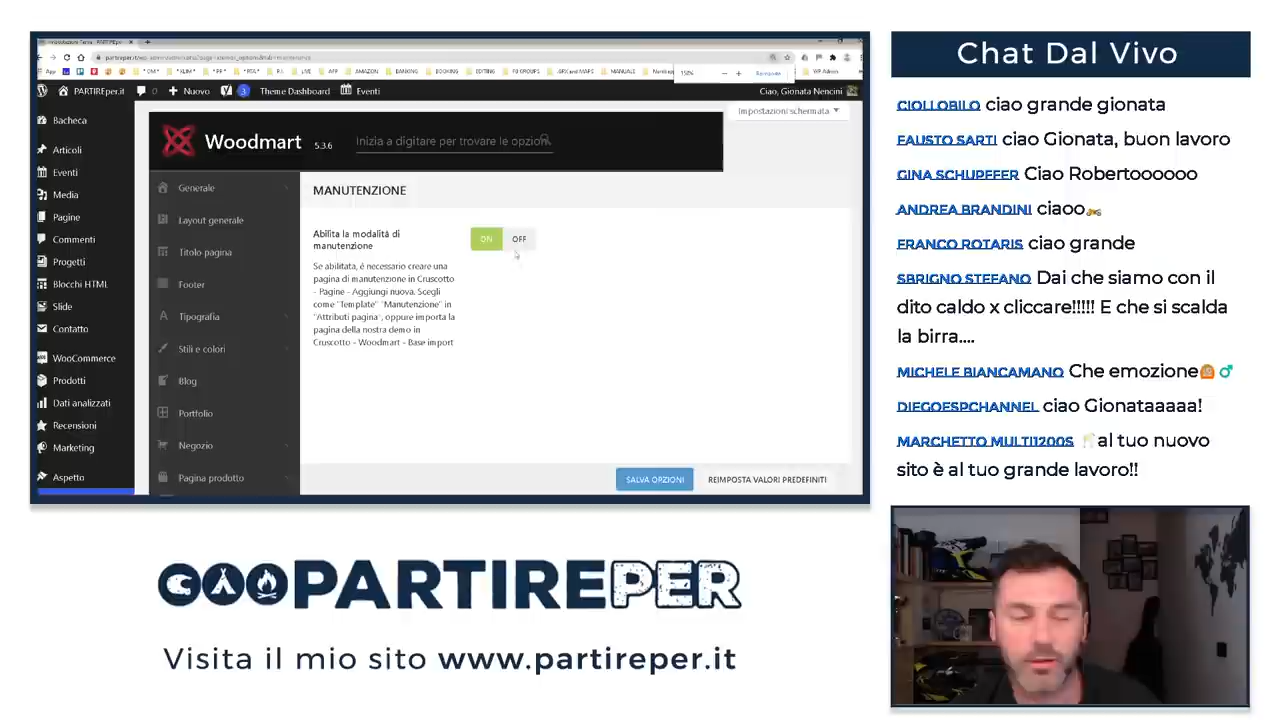 PARTIREper.it
0
Nuovo
3
Theme Dashboard
Eventi
Ciao, Gionata Nencini
150%
Impostazioni schermata
Bacheca
Articoli
Eventi
Media
Pagine
Commenti
Progetti
Blocchi HTML
Slide
Contatto
WooCommerce
Prodotti
Dati analizzati
Recensioni
Marketing
Aspetto
Woodmart 5.3.6
Inizia a digitare per trovare le opzioni
Generale
Layout generale
Titolo pagina
Footer
Tipografia
Stili e colori
Blog
Portfolio
Negozio
Pagina prodotto
MANUTENZIONE
Abilita la modalità di
manutenzione
ON OFF
Se abilitata, è necessario creare una
pagina di manutenzione in Cruscotto
- Pagine - Aggiungi nuova. Scegli
come "Template" "Manutenzione" in
"Attributi pagina", oppure importa la
pagina della nostra demo in
Cruscotto - Woodmart - Base import
SALVA OPZIONI
REIMPOSTA VALORI PREDEFINITI
PARTIREPER
Visita il mio sito www.partireper.it
Chat Dal Vivo
CIOLLOBILO ciao grande gionata
FAUSTO SARTI ciao Gionata, buon lavoro
GINA SCHUPFER Ciao Robertoooooo
ANDREA BRANDINI ciaoo🏍️
FRANCO ROTARIS ciao grande
SBRIGNO STEFANO Dai che siamo con il
dito caldo x cliccare!!!!! E che si scalda
la birra....
MICHELE BIANCAMANO Che emozione
DIEGOESPCHANNEL ciao Gionataaaaa!
MARCHETTO MULTI1200S 🥂al tuo nuovo
sito è al tuo grande lavoro!!